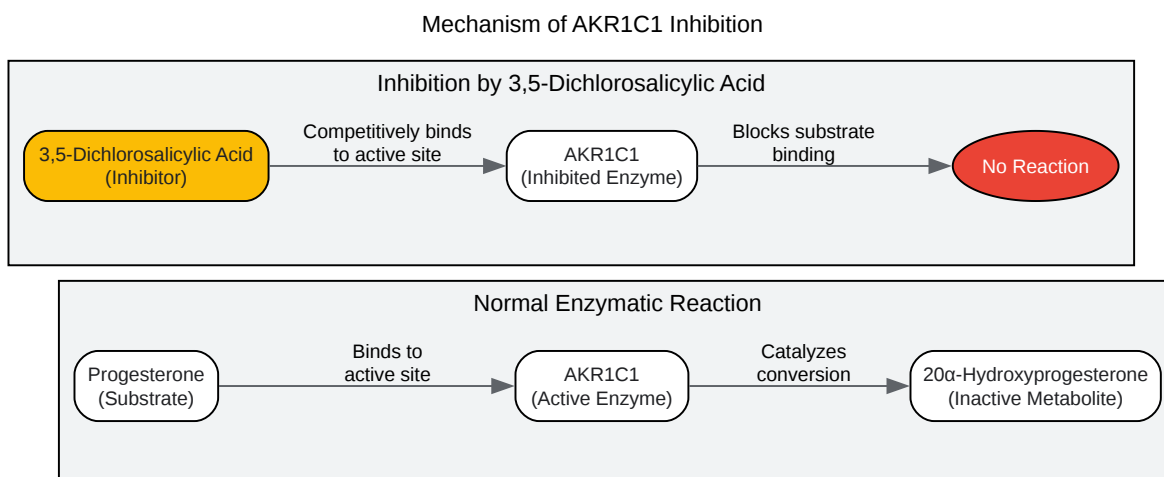 Mechanism of AKR1C1 Inhibition
Inhibition by 3,5-Dichlorosalicylic Acid
3,5-Dichlorosalicylic Acid
(Inhibitor)
Competitively binds
to active site
AKR1C1
(Inhibited Enzyme)
Blocks substrate
binding
No Reaction
Normal Enzymatic Reaction
Progesterone
(Substrate)
Binds to
active site
AKR1C1
(Active Enzyme)
Catalyzes
conversion
20α-Hydroxyprogesterone
(Inactive Metabolite)